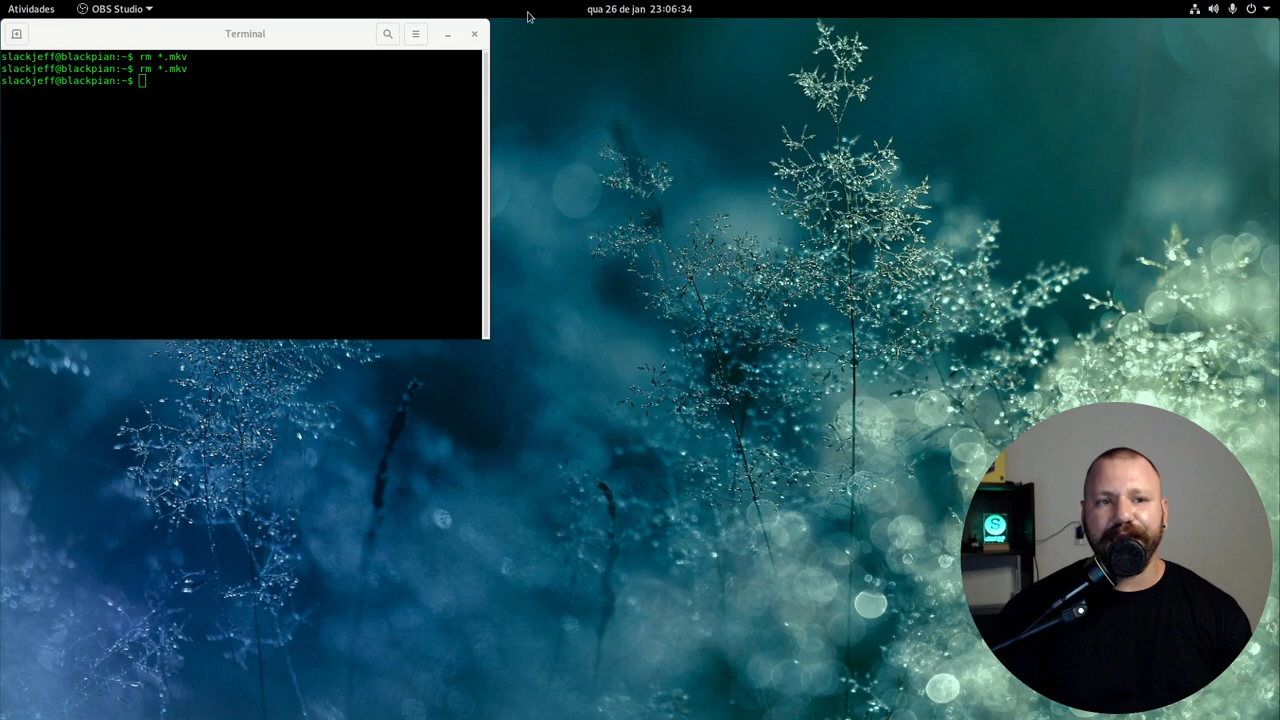 Atividades
OBS Studio
qua 26 de jan 23:06:34
Terminal
slackjeff@blackpian:~$ rm *.mkv
slackjeff@blackpian:~$ rm *.mkv
slackjeff@blackpian:~$
S